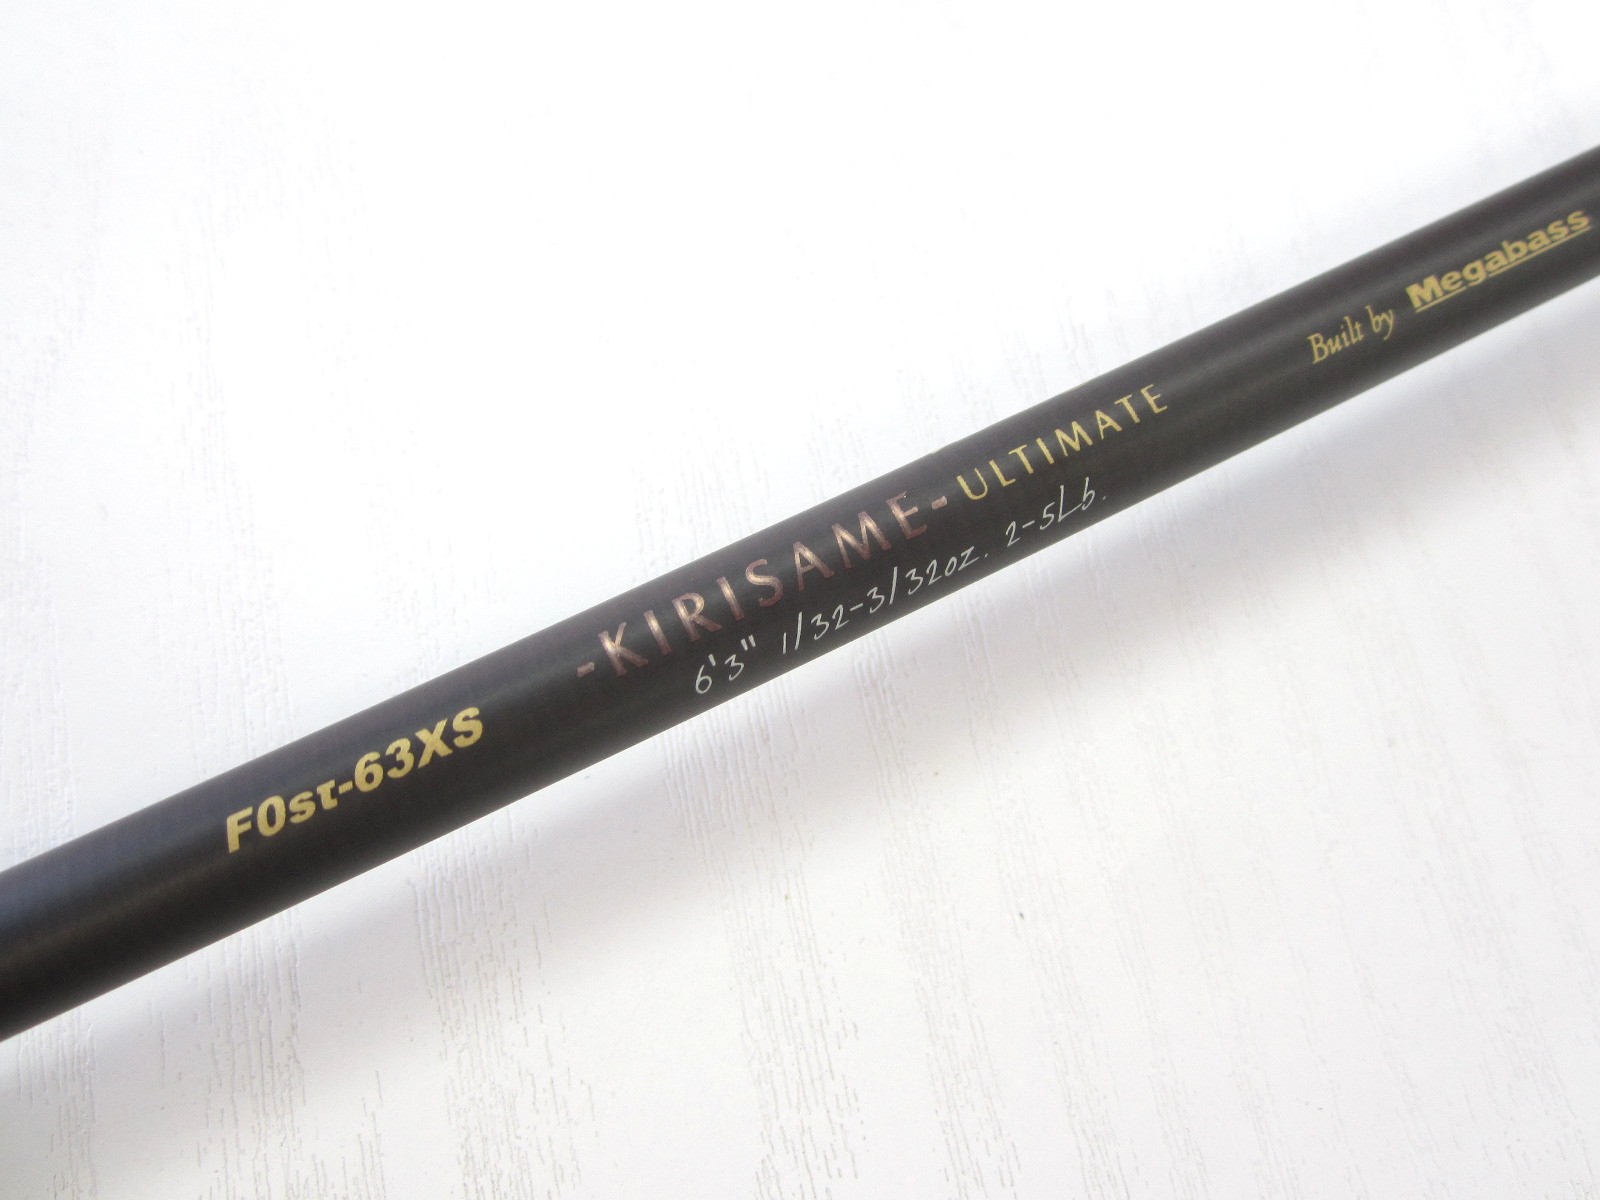 F0st-63XS
-KIRISAME-ULTIMATE
6'3" 1/32-3/32oz. 2-5Lb.
Built by Megabass